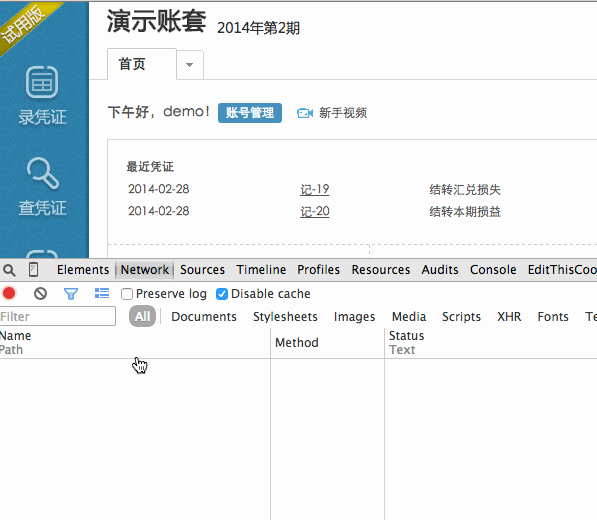 试用版
演示账套 2014年第2期
首页
录凭证
下午好，demo！ 账号管理 新手视频
最近凭证
2014-02-28 记-19 结转汇兑损失
查凭证
2014-02-28 记-20 结转本期损益
Elements Network Sources Timeline Profiles Resources Audits Console EditThisCoo
Preserve log Disable cache
Filter All Documents Stylesheets Images Media Scripts XHR Fonts Te
Name Method Status
Path Text